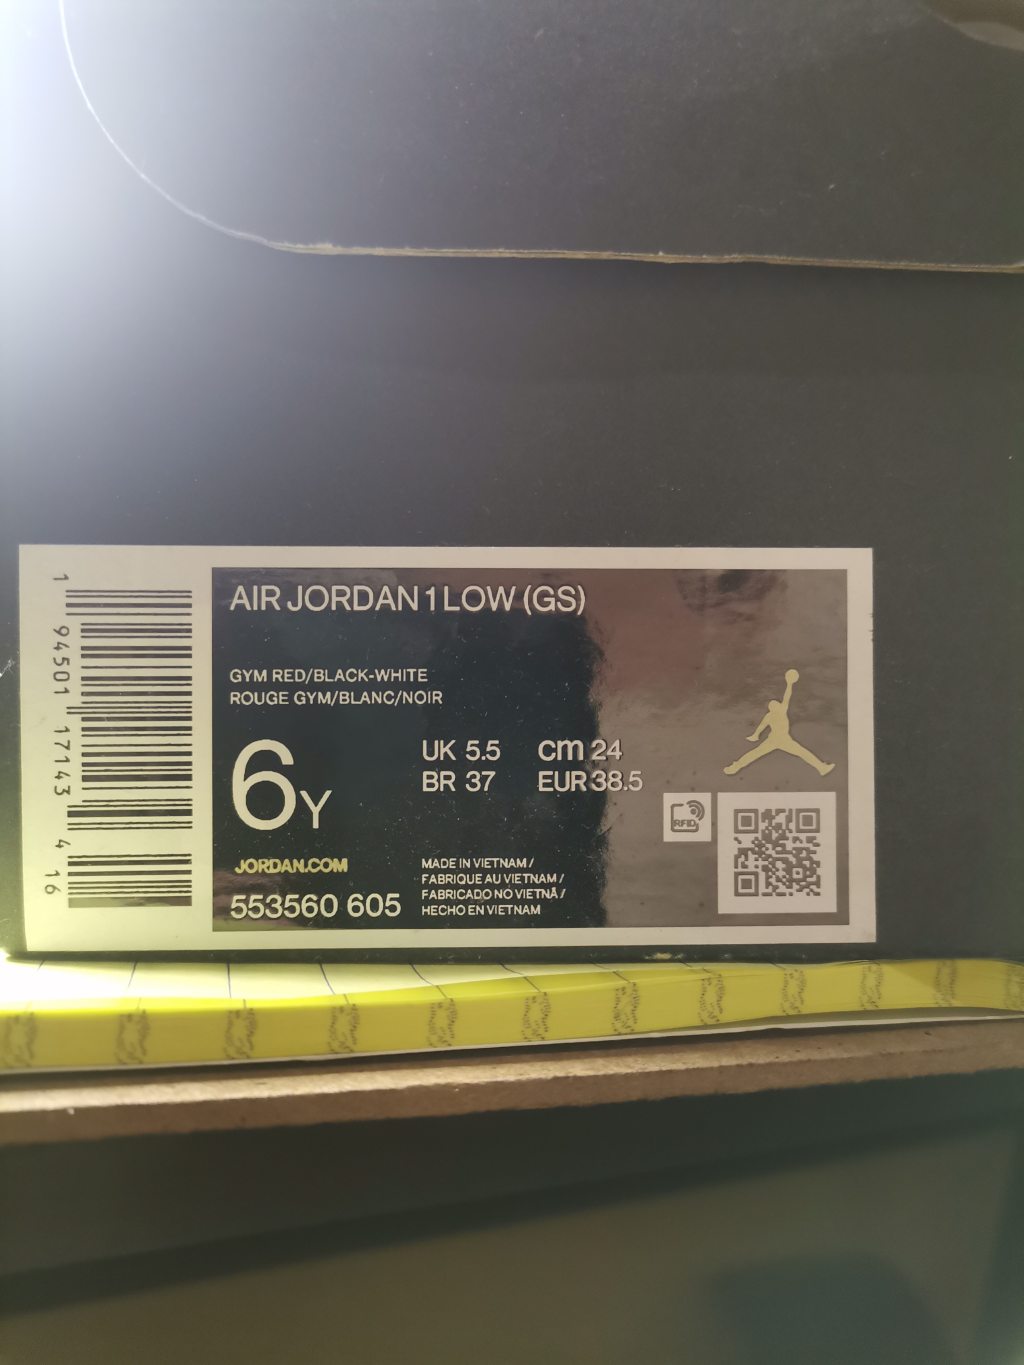 AIR JORDAN 1 LOW (GS)
GYM RED/BLACK-WHITE
ROUGE GYM/BLANC/NOIR
6Y
UK 5.5 cm 24
BR 37 EUR 38.5
RFID
JORDAN.COM
553560 605
MADE IN VIETNAM /
FABRIQUE AU VIETNAM /
FABRICADO NO VIETNÃ /
HECHO EN VIETNAM
1 94501 17143 4 16